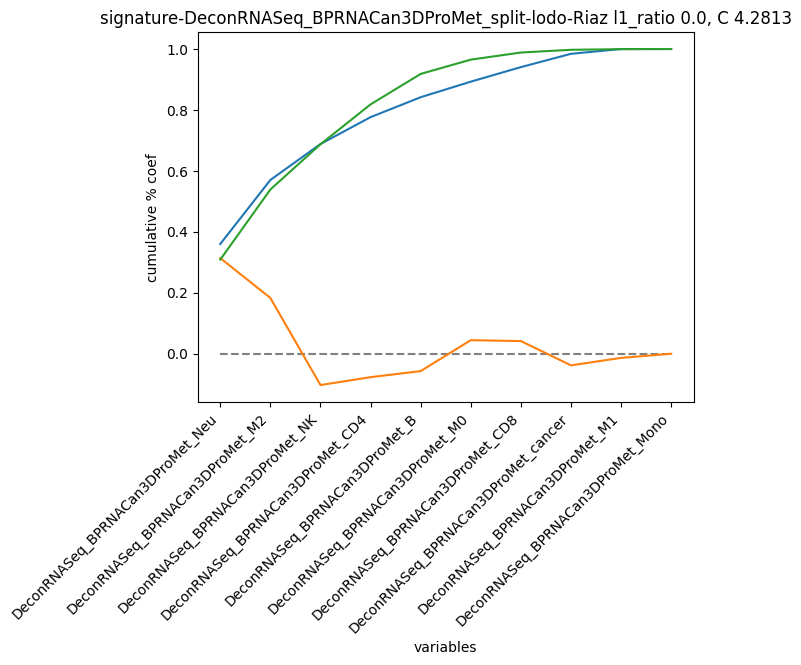 signature-DeconRNASeq_BPRNACan3DProMet_split-lodo-Riaz l1_ratio 0.0, C 4.2813
1.0
0.8
0.6
0.4
0.2
0.0
cumulative % coef
DeconRNASeq_BPRNACan3DProMet_Neu
DeconRNASeq_BPRNACan3DProMet_M2
DeconRNASeq_BPRNACan3DProMet_NK
DeconRNASeq_BPRNACan3DProMet_CD4
DeconRNASeq_BPRNACan3DProMet_B
DeconRNASeq_BPRNACan3DProMet_M0
DeconRNASeq_BPRNACan3DProMet_CD8
DeconRNASeq_BPRNACan3DProMet_cancer
DeconRNASeq_BPRNACan3DProMet_M1
DeconRNASeq_BPRNACan3DProMet_Mono
variables